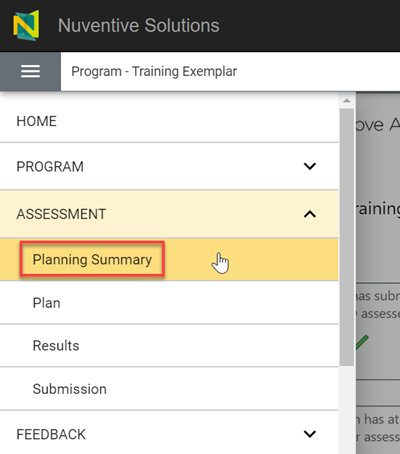 Nuventive Solutions
Program - Training Exemplar
HOME
PROGRAM
ASSESSMENT
Planning Summary
Plan
Results
Submission
FEEDBACK